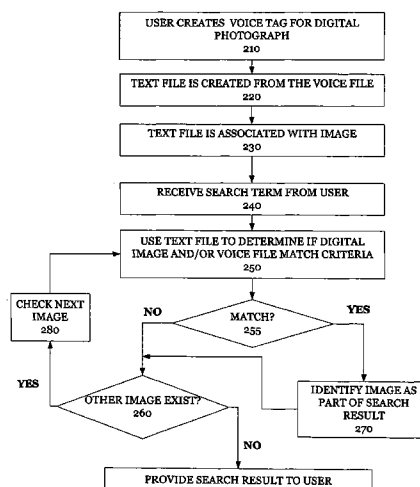 USER CREATES VOICE TAG FOR DIGITAL
PHOTOGRAPH
210
TEXT FILE IS CREATED FROM THE VOICE FILE
220
TEXT FILE IS ASSOCIATED WITH IMAGE
230
RECEIVE SEARCH TERM FROM USER
240
USE TEXT FILE TO DETERMINE IF DIGITAL
IMAGE AND/OR VOICE FILE MATCH CRITERIA
250
CHECK NEXT
IMAGE
280
NO
MATCH?
255
YES
YES
OTHER IMAGE EXIST?
260
IDENTIFY IMAGE AS
PART OF SEARCH
RESULT
270
NO
PROVIDE SEARCH RESULT TO USER